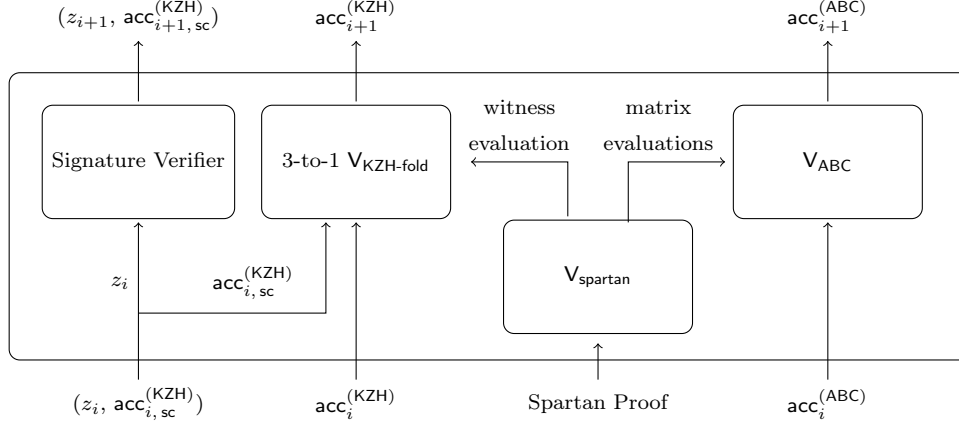 (z_{i+1}, acc^{(KZH)}_{i+1, sc}) acc^{(KZH)}_{i+1} acc^{(ABC)}_{i+1}
witness matrix
evaluation evaluations
Signature Verifier 3-to-1 V_{KZH-fold} V_{ABC}
z_i acc^{(KZH)}_{i, sc} V_{spartan}
(z_i, acc^{(KZH)}_{i, sc}) acc^{(KZH)}_i Spartan Proof acc^{(ABC)}_i